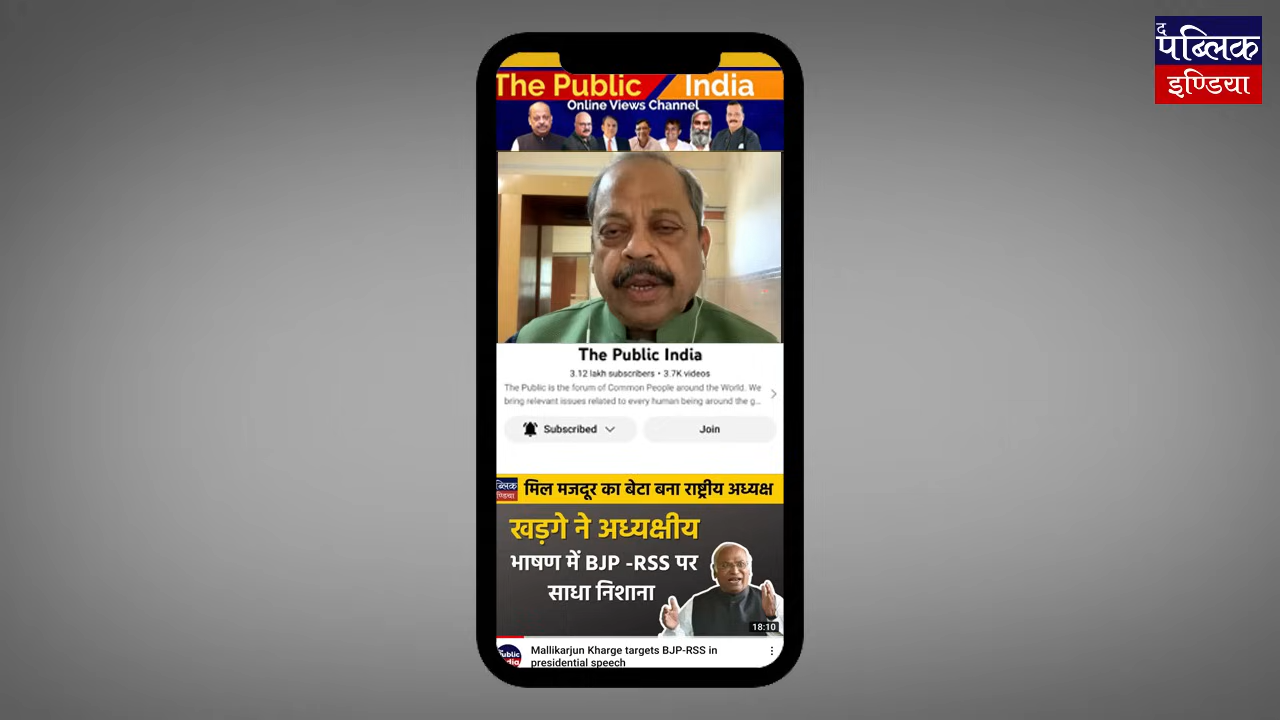 द
पब्लिक
इण्डिया
The Public India
Online Views Channel
The Public India
3.12 lakh subscribers • 3.7K videos
The Public is the forum of Common People around the World. We
bring relevant issues related to every human being around the g...
Subscribed
Join
ब्लिक
ण्डिया
मिल मजदूर का बेटा बना राष्ट्रीय अध्यक्ष
खड़गे ने अध्यक्षीय
भाषण में BJP -RSS पर
साधा निशाना
18:10
Public
India
Mallikarjun Kharge targets BJP-RSS in
presidential speech